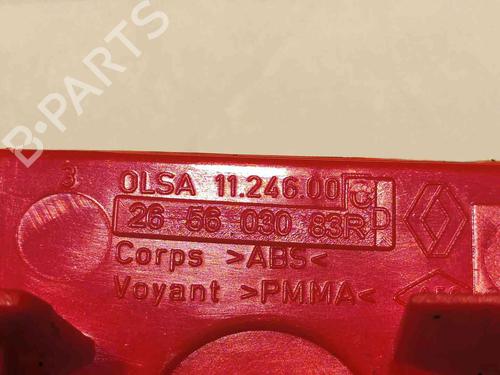 B-PARTS
3
OLSA 11.246.00 C
26 56 030 83R D
Corps >ABS<
Voyant >PMMA<